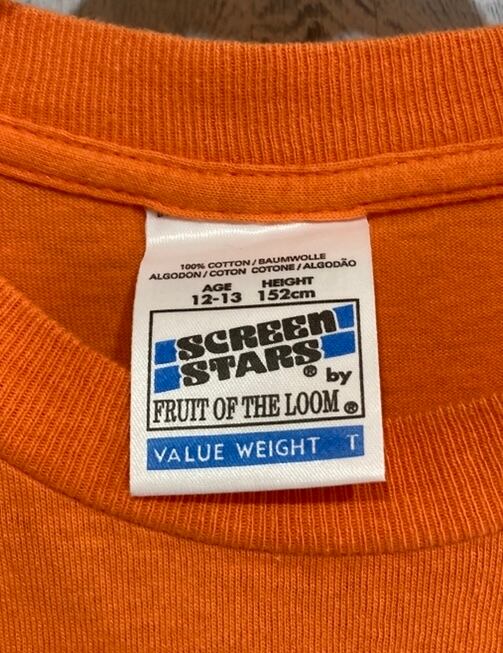 100% COTTON / BAUMWOLLE
ALGODON / COTON COTONE / ALGODÃO
AGE HEIGHT
12-13 152cm
SCREEN
STARS ® by
FRUIT OF THE LOOM ®
VALUE WEIGHT T